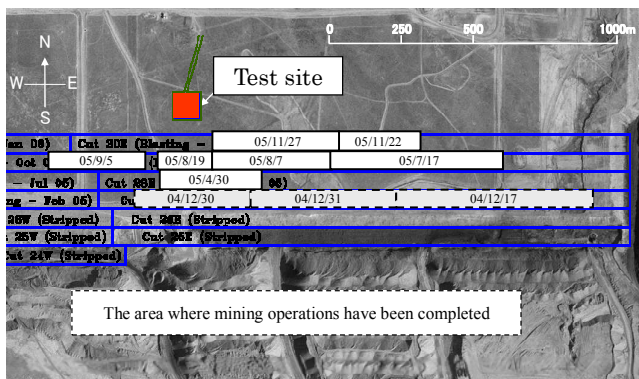 N
W E
S
0 250 500 1000m
Test site
05/11/27 05/11/22
Cut 30E (Blasting -
05/9/5 05/8/19 05/8/7 05/7/17
- Jul 05) 05/4/30 05)
- Feb 05) 04/12/30 04/12/31 04/12/17
26W (Stripped) Cut 26E (Stripped)
25W (Stripped) Cut 25E (Stripped)
Cut 24W (Stripped)
The area where mining operations have been completed